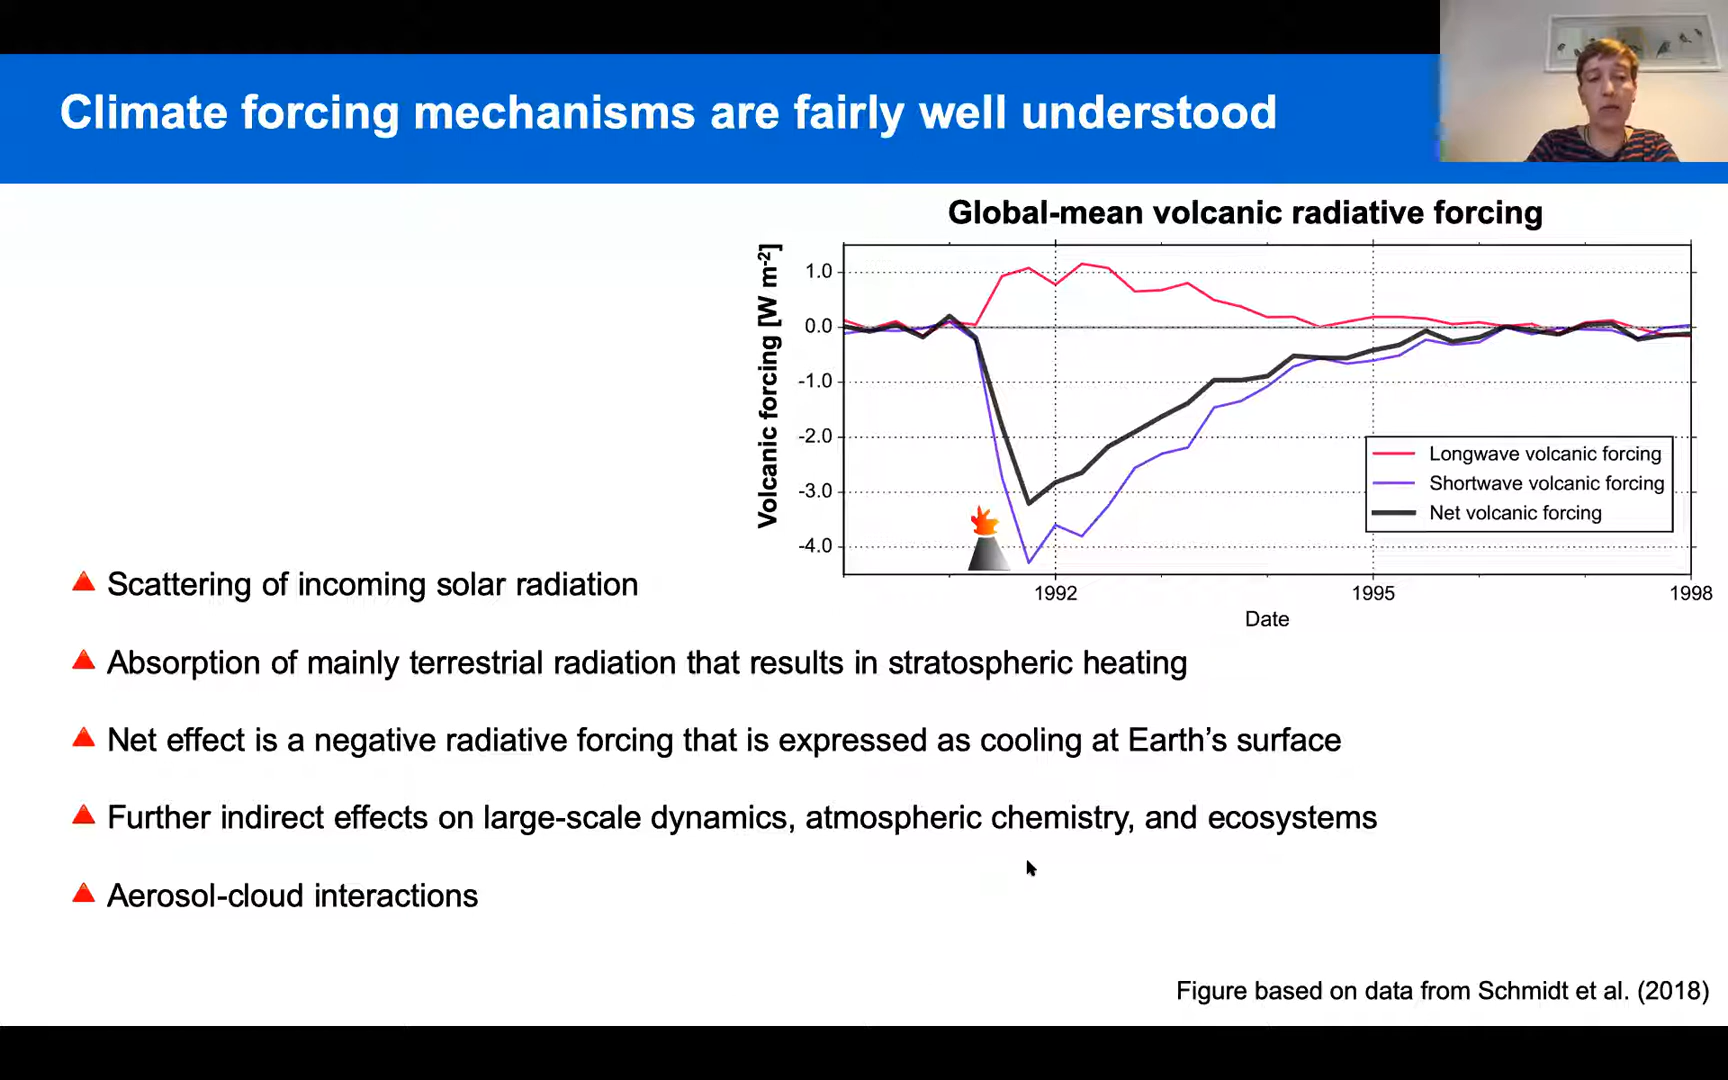 Climate forcing mechanisms are fairly well understood
Global-mean volcanic radiative forcing
Volcanic forcing [W m-2]
1.0
0.0
-1.0
-2.0
-3.0
-4.0
Longwave volcanic forcing
Shortwave volcanic forcing
Net volcanic forcing
1992
1995
1998
Date
Scattering of incoming solar radiation
Absorption of mainly terrestrial radiation that results in stratospheric heating
Net effect is a negative radiative forcing that is expressed as cooling at Earth’s surface
Further indirect effects on large-scale dynamics, atmospheric chemistry, and ecosystems
Aerosol-cloud interactions
Figure based on data from Schmidt et al. (2018)